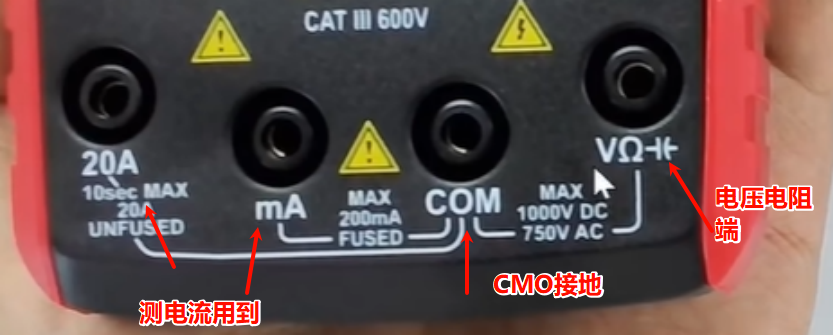 CAT III 600V
20A
10sec MAX
20A
UNFUSED
mA
MAX
200mA
FUSED
COM
MAX
1000V DC
750V AC
VΩ
电压电阻
端
CMO接地
测电流用到